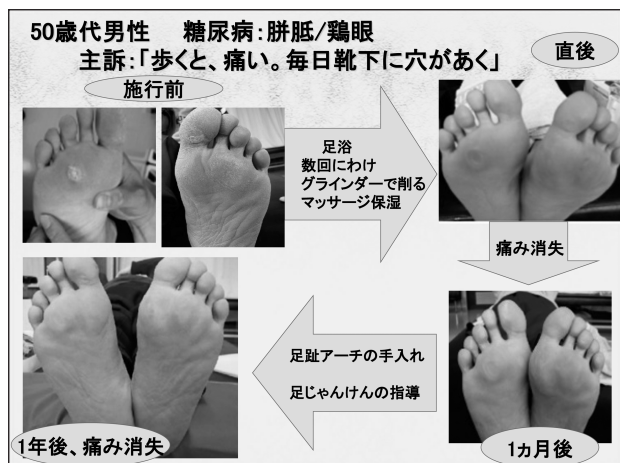 50歳代男性　糖尿病：胼胝/鶏眼
主訴：「歩くと、痛い。毎日靴下に穴があく」
施行前
足浴
数回にわけ
グラインダーで削る
マッサージ保湿
直後
痛み消失
1ヵ月後
足趾アーチの手入れ
足じゃんけんの指導
1年後、痛み消失